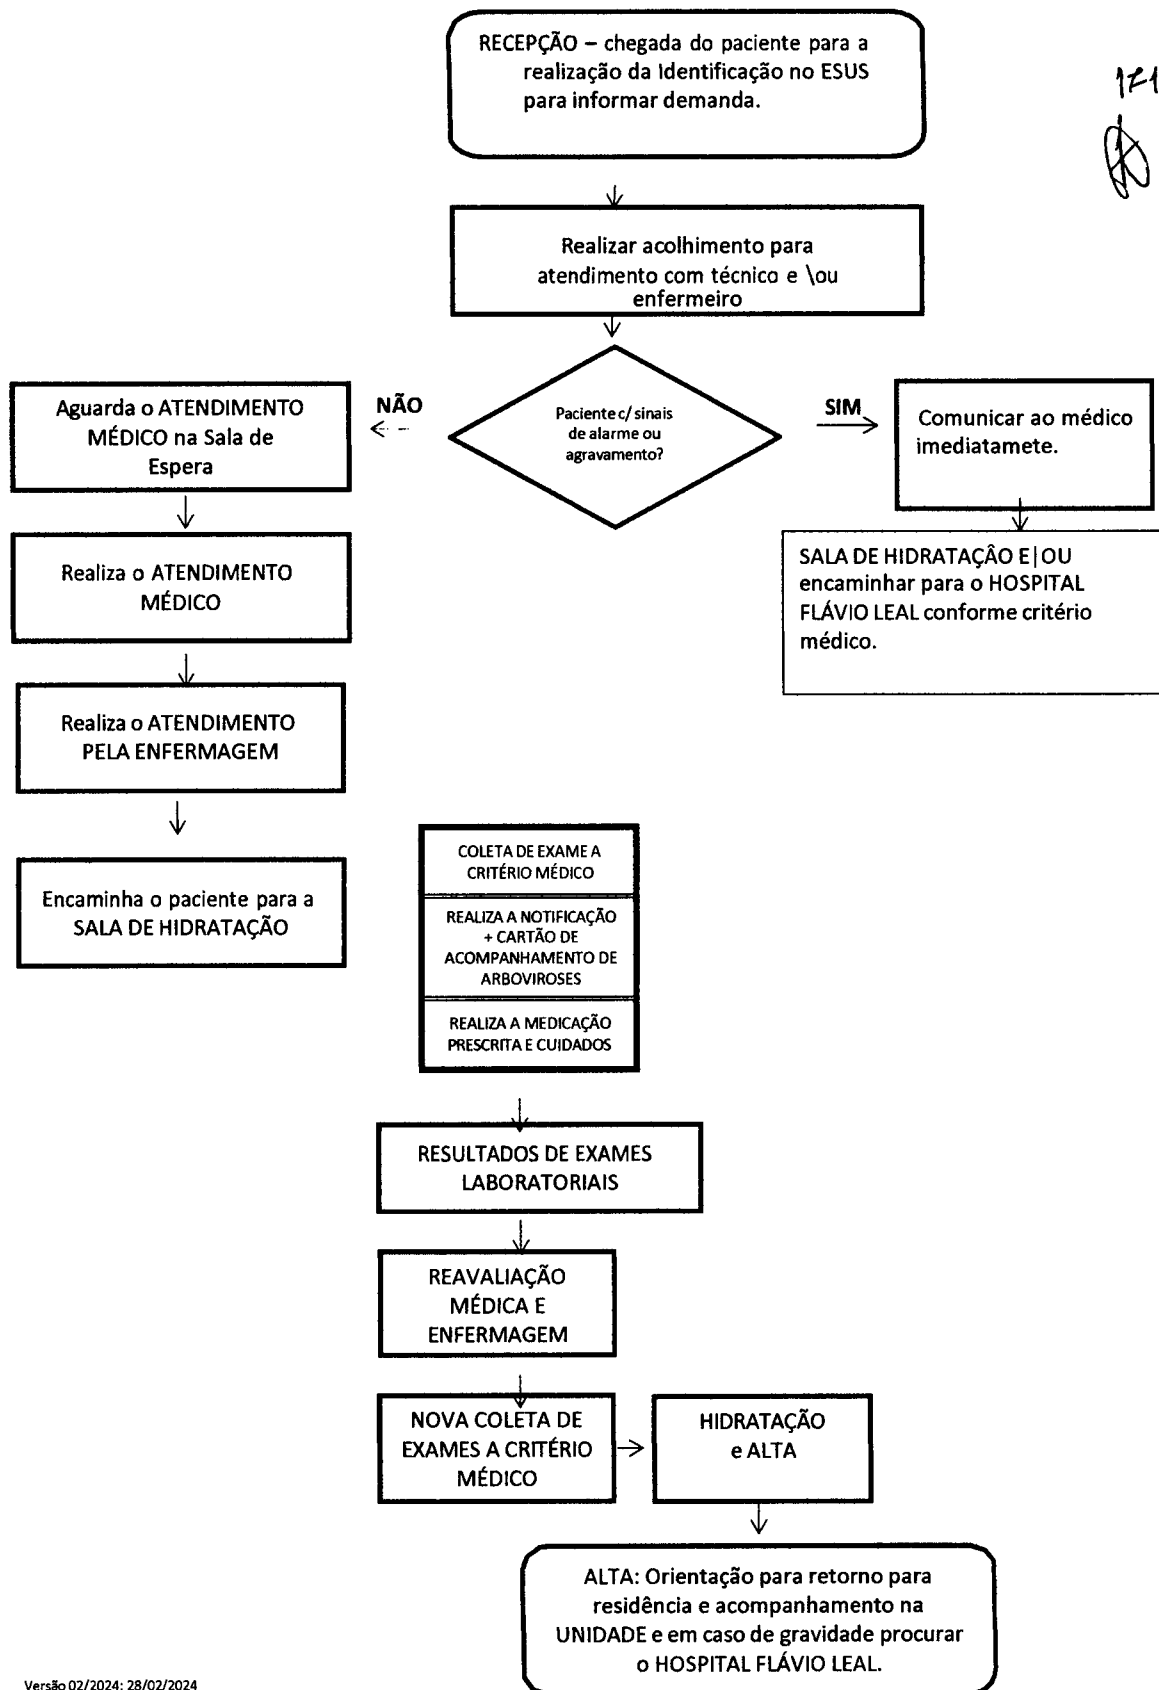 RECEPÇÃO – chegada do paciente para a
realização da Identificação no ESUS
para informar demanda.
171
Realizar acolhimento para
atendimento com técnico e \ou
enfermeiro
Paciente c/ sinais
de alarme ou
agravamento?
NÃO
SIM
Aguarda o ATENDIMENTO
MÉDICO na Sala de
Espera
Comunicar ao médico
imediatamete.
SALA DE HIDRATAÇÂO E|OU
encaminhar para o HOSPITAL
FLÁVIO LEAL conforme critério
médico.
Realiza o ATENDIMENTO
MÉDICO
Realiza o ATENDIMENTO
PELA ENFERMAGEM
Encaminha o paciente para a
SALA DE HIDRATAÇÃO
COLETA DE EXAME A
CRITÉRIO MÉDICO
REALIZA A NOTIFICAÇÃO
+ CARTÃO DE
ACOMPANHAMENTO DE
ARBOVIROSES
REALIZA A MEDICAÇÃO
PRESCRITA E CUIDADOS
RESULTADOS DE EXAMES
LABORATORIAIS
REAVALIAÇÃO
MÉDICA E
ENFERMAGEM
NOVA COLETA DE
EXAMES A CRITÉRIO
MÉDICO
HIDRATAÇÃO
e ALTA
ALTA: Orientação para retorno para
residência e acompanhamento na
UNIDADE e em caso de gravidade procurar
o HOSPITAL FLÁVIO LEAL.
Versão 02/2024: 28/02/2024